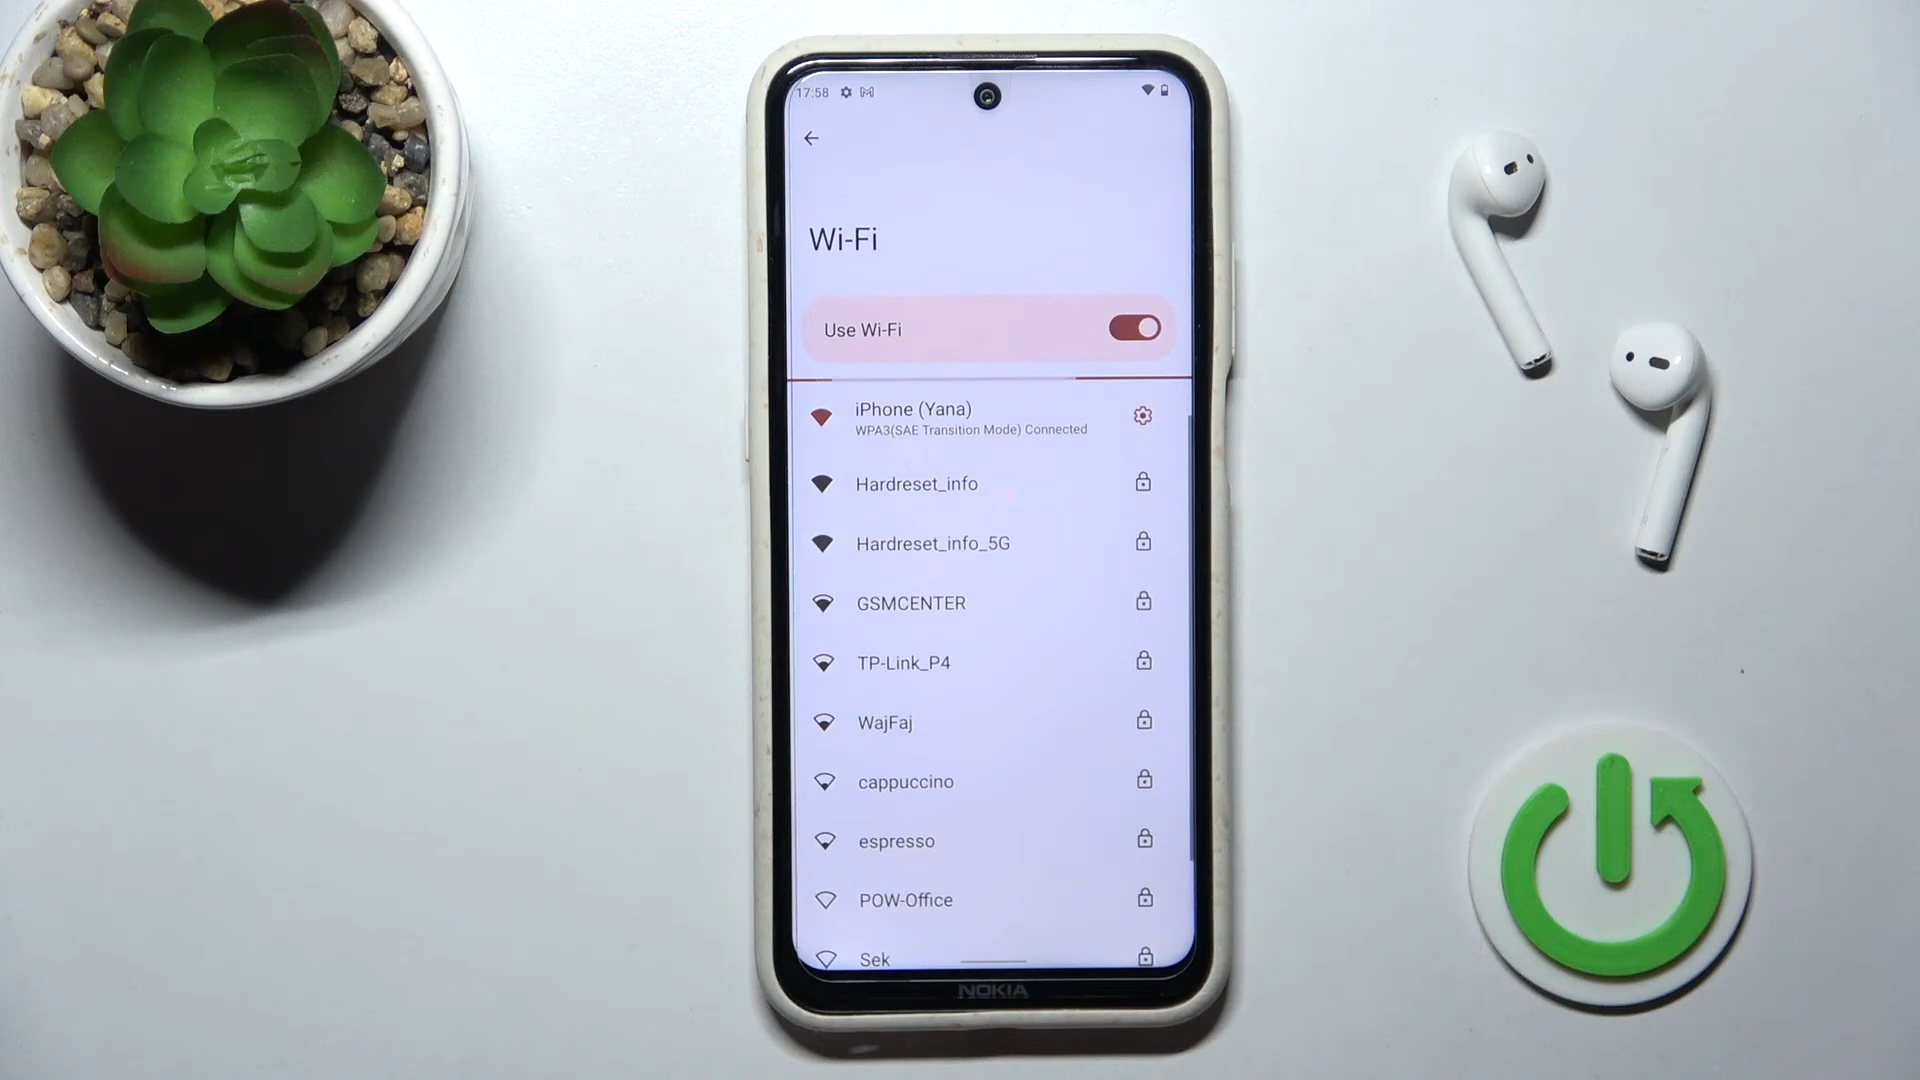 17:58
Wi-Fi
Use Wi-Fi
iPhone (Yana)
WPA3(SAE Transition Mode) Connected
Hardreset_info
Hardreset_info_5G
GSMCENTER
TP-Link_P4
WajFaj
cappuccino
espresso
POW-Office
Sek
NOKIA